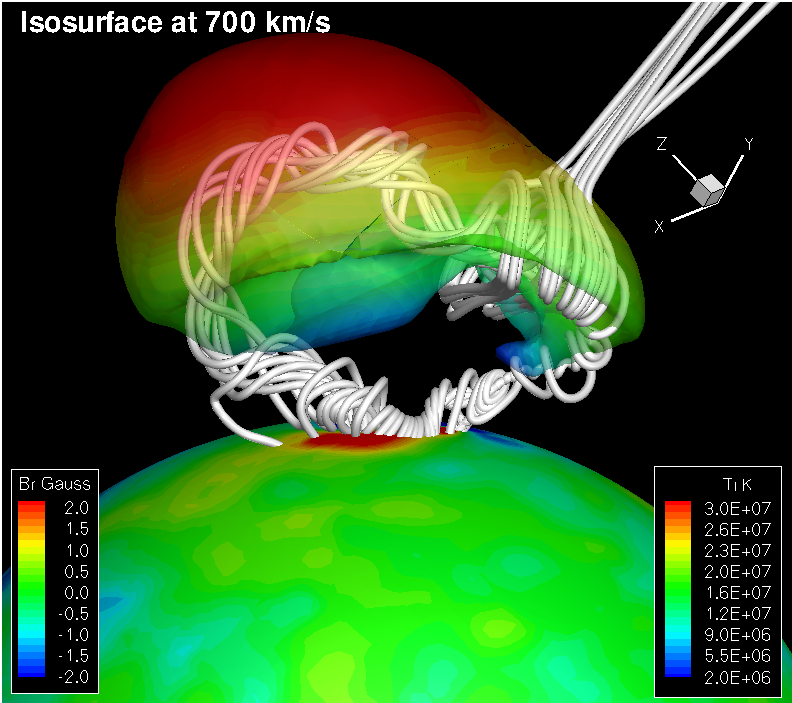 Isosurface at 700 km/s
Z
Y
X
Br Gauss
2.0
1.5
1.0
0.5
0.0
-0.5
-1.0
-1.5
-2.0
Ti K
3.0E+07
2.6E+07
2.3E+07
2.0E+07
1.6E+07
1.2E+07
9.0E+06
5.5E+06
2.0E+06